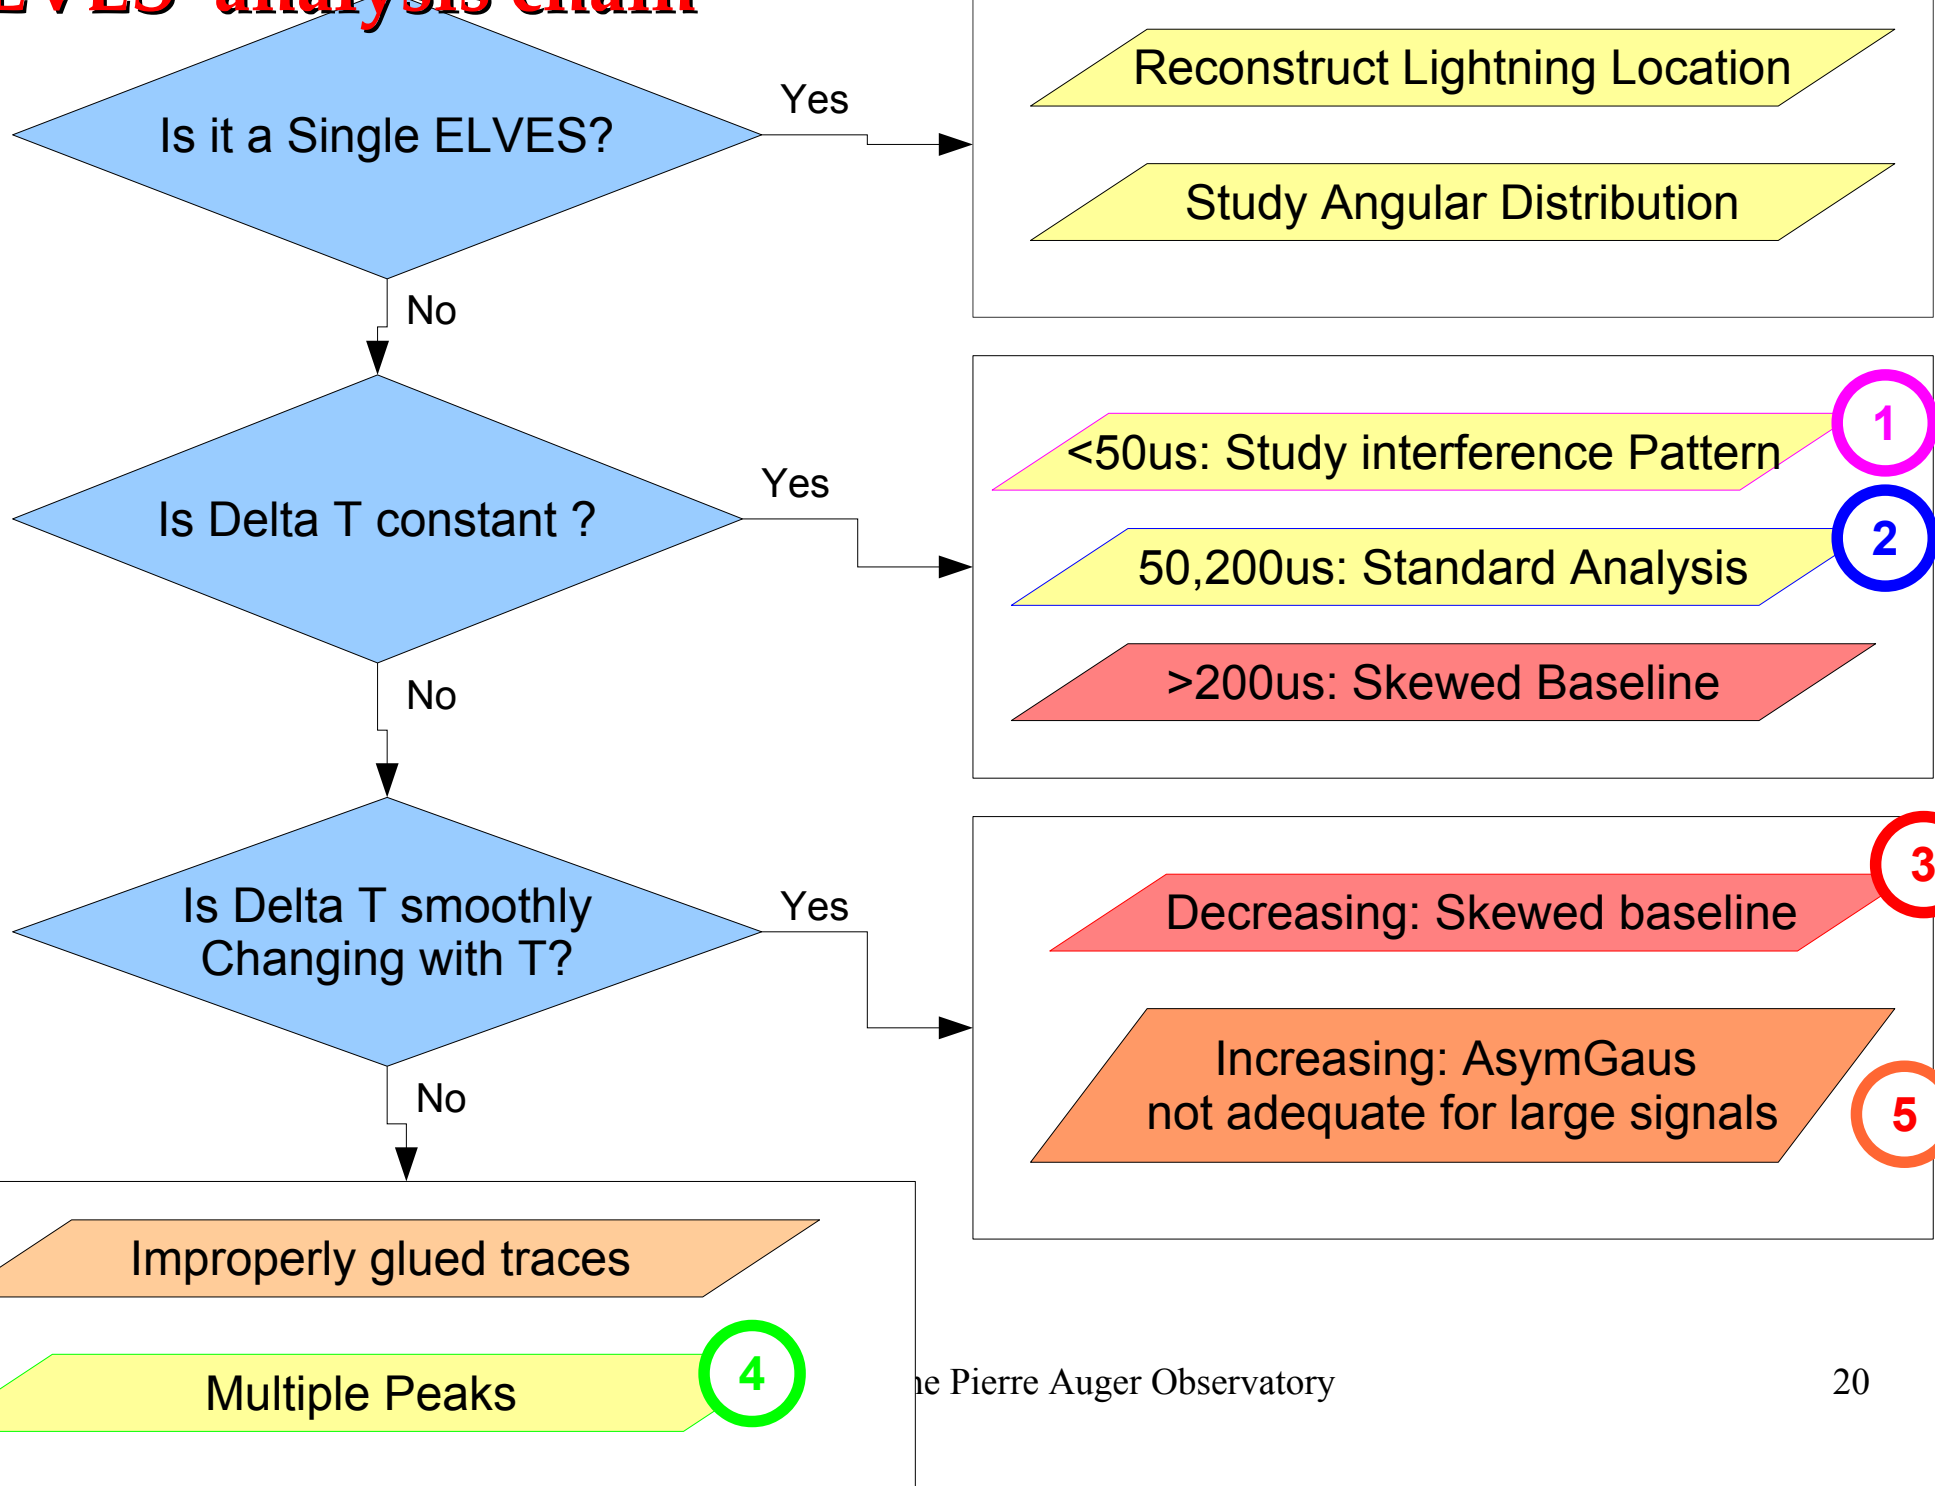 analysis chain
Reconstruct Lightning Location
Yes
Is it a Single ELVES?
Study Angular Distribution
No
1
<50us: Study interference Pattern
Yes
Is Delta T constant ?
2
50,200us: Standard Analysis
>200us: Skewed Baseline
No
3
Decreasing: Skewed baseline
Is Delta T smoothly
Changing with T?
Yes
Increasing: AsymGaus
not adequate for large signals
5
No
Improperly glued traces
Multiple Peaks
4
Pierre Auger Observatory
20